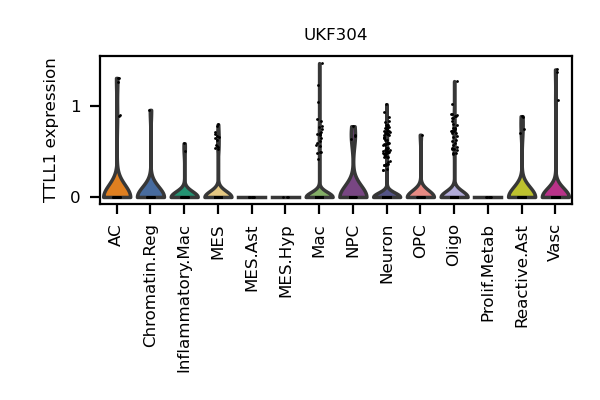 UKF304
TTLL1 expression
1
0
AC
Chromatin.Reg
Inflammatory.Mac
MES
MES.Ast
MES.Hyp
Mac
NPC
Neuron
OPC
Oligo
Prolif.Metab
Reactive.Ast
Vasc